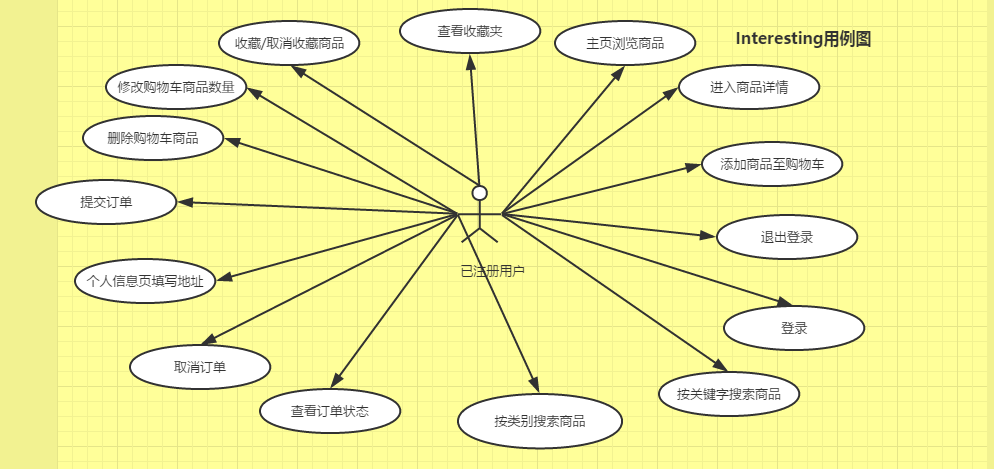 查看收藏夹
收藏/取消收藏商品
主页浏览商品
Interesting用例图
修改购物车商品数量
进入商品详情
删除购物车商品
添加商品至购物车
提交订单
退出登录
已注册用户
个人信息页填写地址
登录
取消订单
按关键字搜索商品
查看订单状态
按类别搜索商品